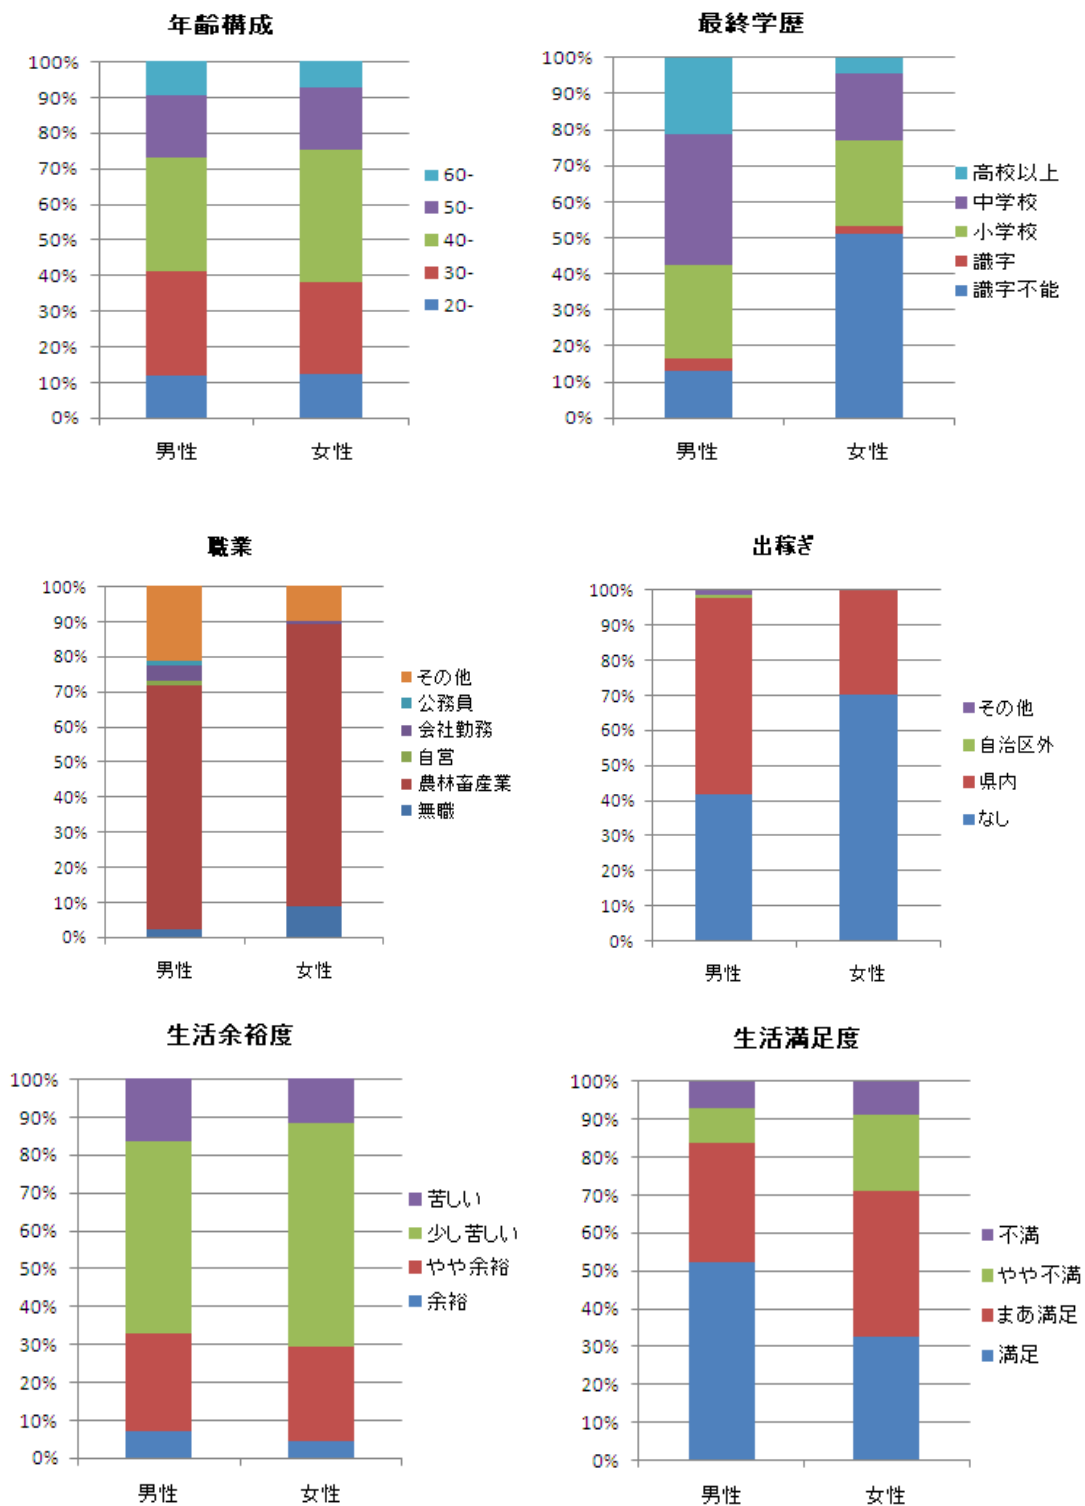 年齢構成
100%
90%
80%
70%
60%
50%
40%
30%
20%
10%
0%
男性 女性
60-
50-
40-
30-
20-
最終学歴
100%
90%
80%
70%
60%
50%
40%
30%
20%
10%
0%
男性 女性
高校以上
中学校
小学校
識字
識字不能
職業
100%
90%
80%
70%
60%
50%
40%
30%
20%
10%
0%
男性 女性
その他
公務員
会社勤務
自営
農林畜産業
無職
出稼ぎ
100%
90%
80%
70%
60%
50%
40%
30%
20%
10%
0%
男性 女性
その他
自治区外
県内
なし
生活余裕度
100%
90%
80%
70%
60%
50%
40%
30%
20%
10%
0%
男性 女性
苦しい
少し苦しい
やや余裕
余裕
生活満足度
100%
90%
80%
70%
60%
50%
40%
30%
20%
10%
0%
男性 女性
不満
やや不満
まあ満足
満足